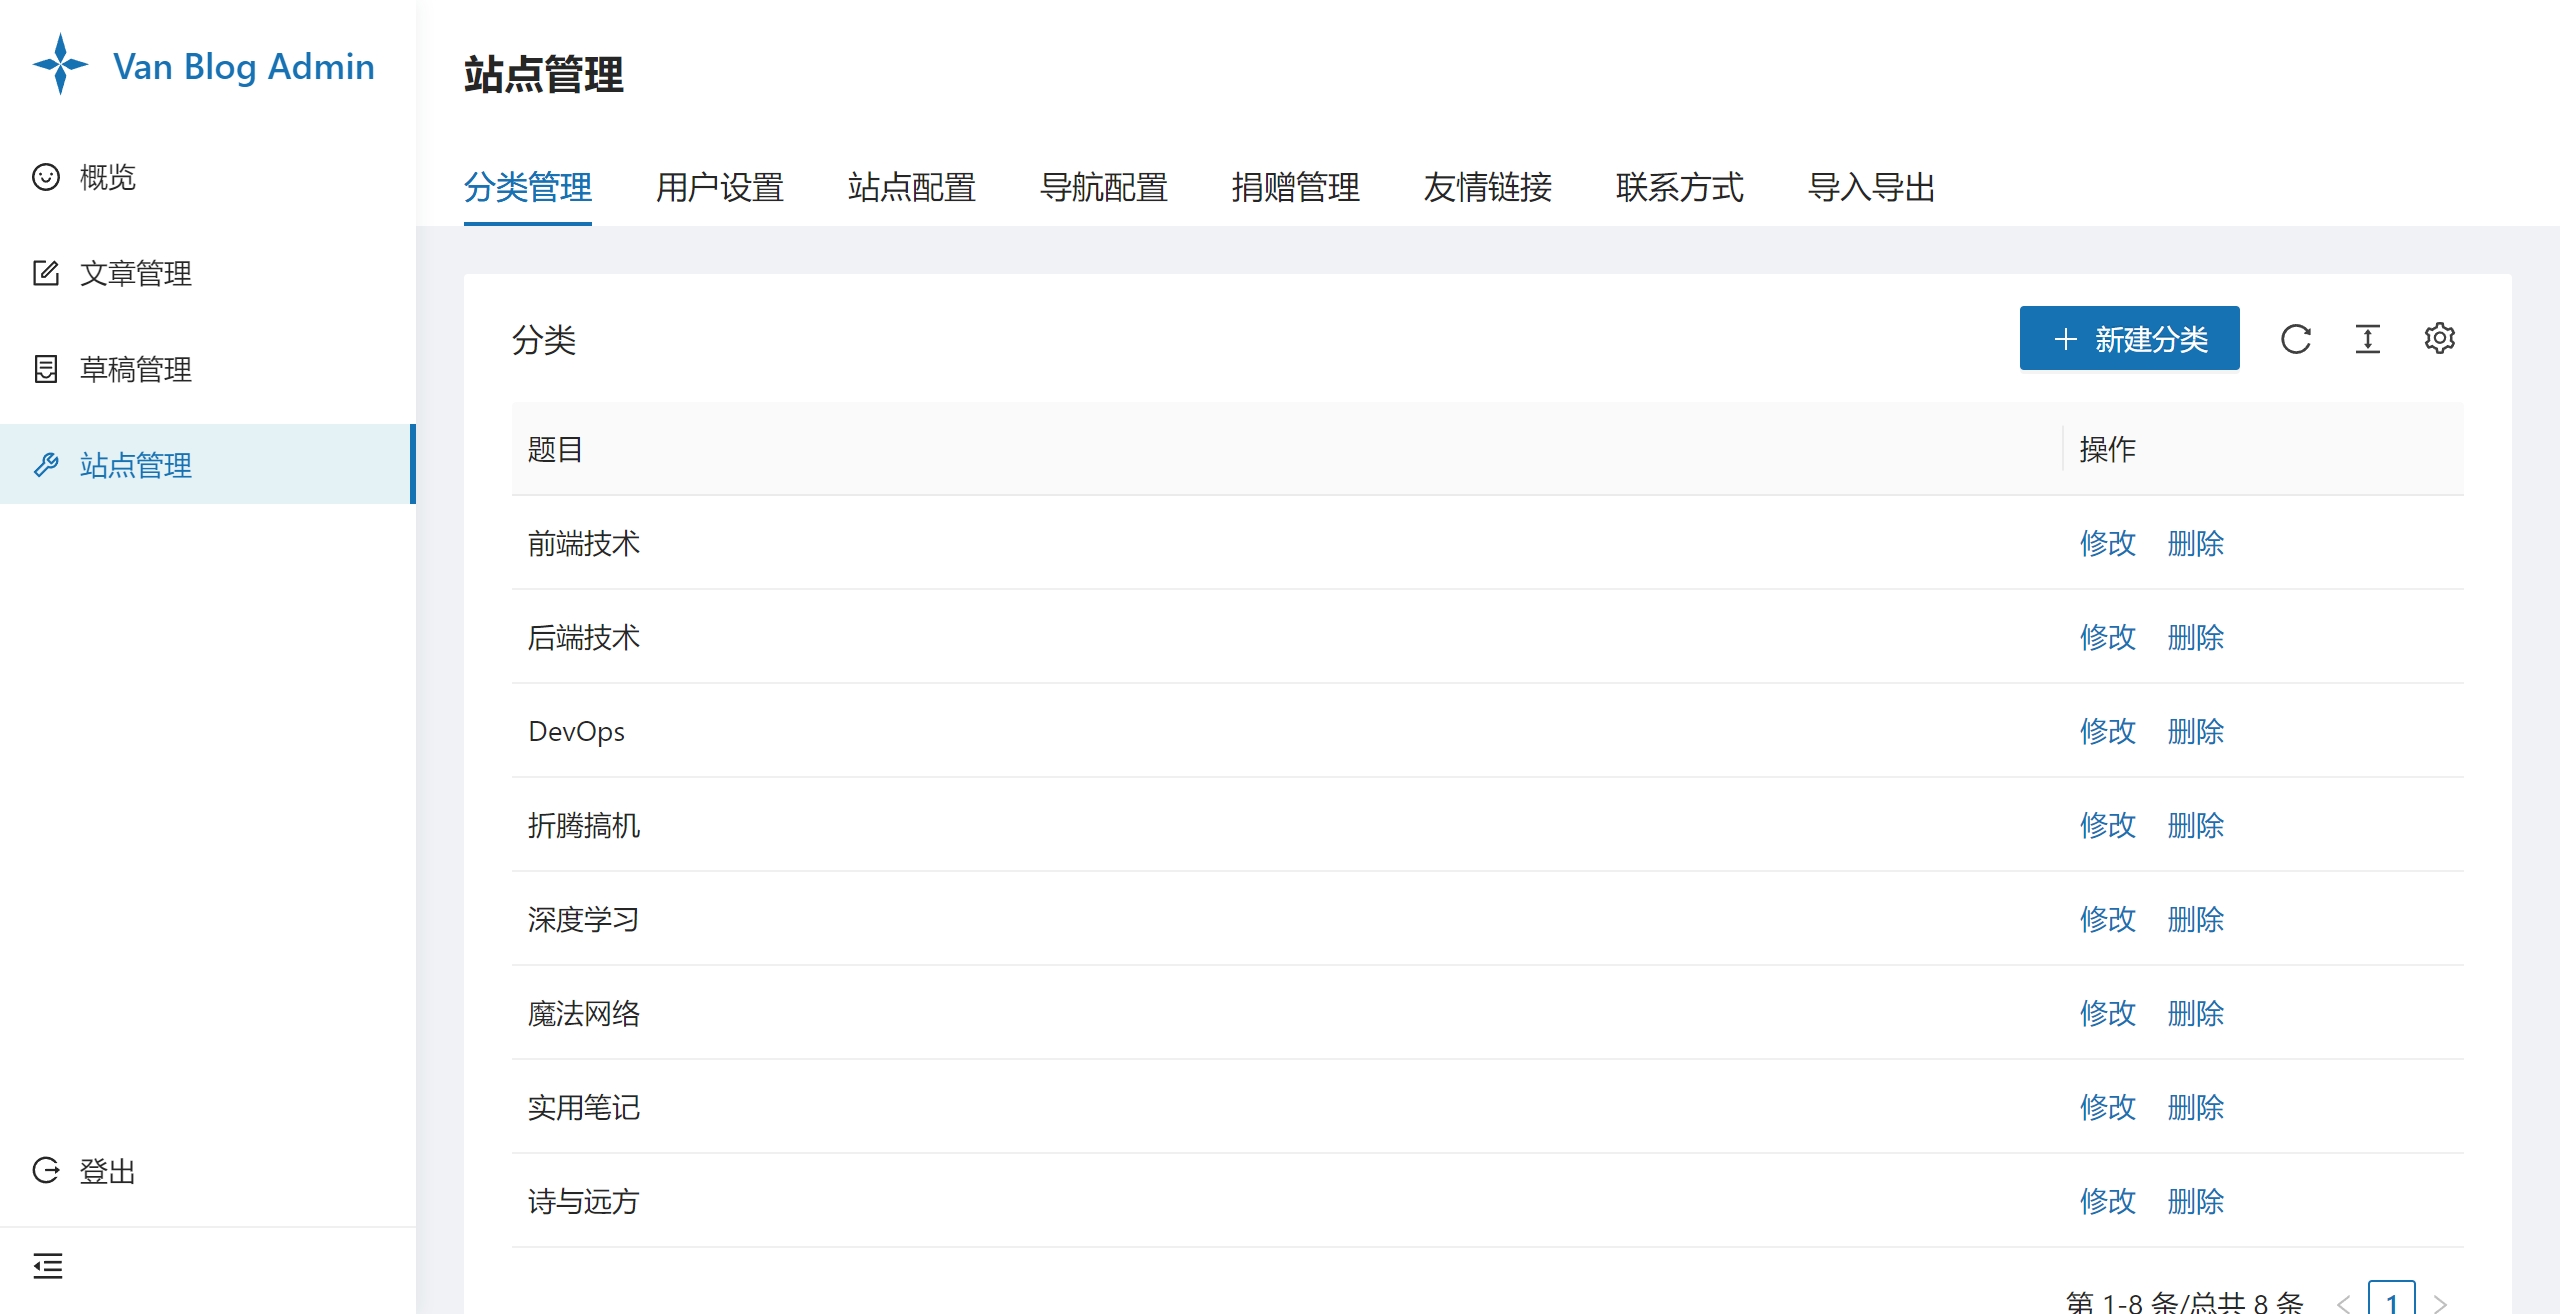 Van Blog Admin
概览
文章管理
草稿管理
站点管理
登出
站点管理
分类管理 用户设置 站点配置 导航配置 捐赠管理 友情链接 联系方式 导入导出
分类 新建分类
题目 操作
前端技术 修改 删除
后端技术 修改 删除
DevOps 修改 删除
折腾搞机 修改 删除
深度学习 修改 删除
魔法网络 修改 删除
实用笔记 修改 删除
诗与远方 修改 删除
第 1-8 条/总共 8 条 1